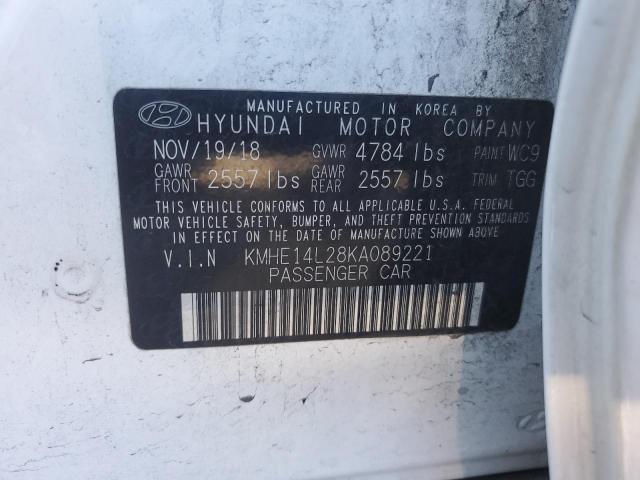 MANUFACTURED IN KOREA BY
HYUNDAI MOTOR COMPANY
NOV/19/18 GVWR 4784 lbs PAINT WC9
GAWR FRONT 2557 lbs GAWR REAR 2557 lbs TRIM TGG
THIS VEHICLE CONFORMS TO ALL APPLICABLE U.S.A. FEDERAL
MOTOR VEHICLE SAFETY, BUMPER, AND THEFT PREVENTION STANDARDS
IN EFFECT ON THE DATE OF MANUFACTURE SHOWN ABOVE.
V.I.N KMHE14L28KA089221
PASSENGER CAR